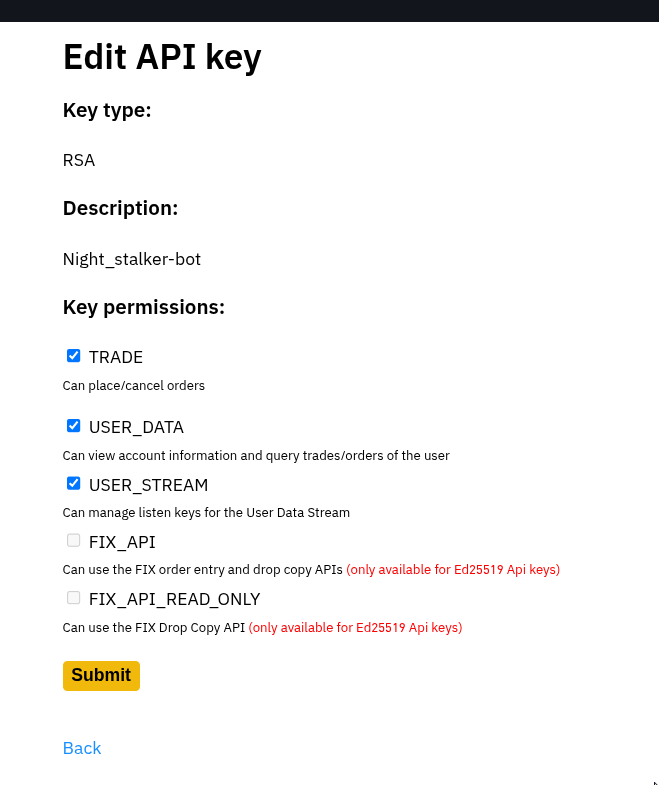 Edit API key
Key type:
RSA
Description:
Night_stalker-bot
Key permissions:
TRADE
Can place/cancel orders
USER_DATA
Can view account information and query trades/orders of the user
USER_STREAM
Can manage listen keys for the User Data Stream
FIX_API
Can use the FIX order entry and drop copy APIs (only available for Ed25519 Api keys)
FIX_API_READ_ONLY
Can use the FIX Drop Copy API (only available for Ed25519 Api keys)
Submit
Back